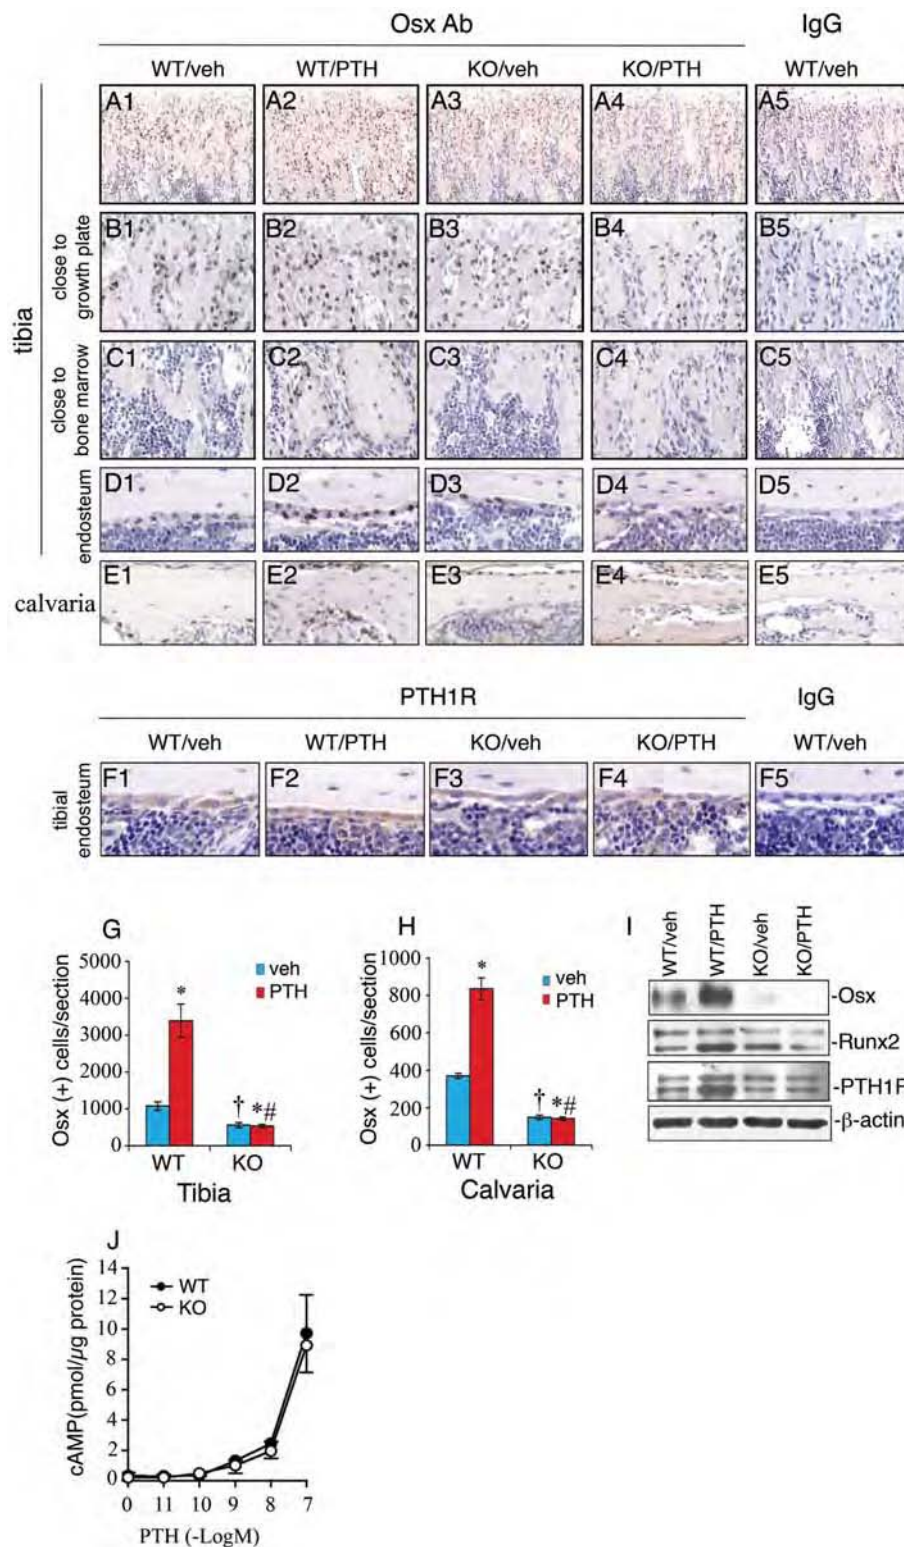 Osx Ab IgG
WT/veh WT/PTH KO/veh KO/PTH WT/veh
A1 A2 A3 A4 A5
tibia
close to
growth plate
B1 B2 B3 B4 B5
close to
bone marrow
C1 C2 C3 C4 C5
endosteum
D1 D2 D3 D4 D5
calvaria
E1 E2 E3 E4 E5
PTH1R IgG
WT/veh WT/PTH KO/veh KO/PTH WT/veh
tibial
endosteum
F1 F2 F3 F4 F5
G
Osx (+) cells/section
5000
4000
3000
2000
1000
0
veh
PTH
*
† *#
WT KO
Tibia
H
Osx (+) cells/section
1000
800
600
400
200
0
veh
PTH
*
† *#
WT KO
Calvaria
I
WT/veh WT/PTH KO/veh KO/PTH
-Osx
-Runx2
-PTH1R
-β-actin
J
cAMP(pmol/µg protein)
14
12
10
8
6
4
2
0
WT
KO
0 11 10 9 8 7
PTH (-LogM)